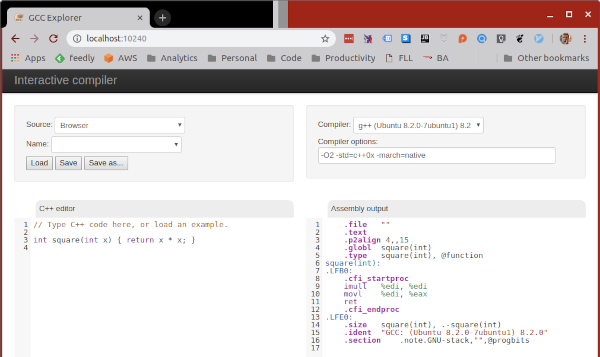 GCC Explorer
localhost:10240
Apps feedly AWS Analytics Personal Code Productivity FLL BA Other bookmarks
Interactive compiler
Source: Browser
Name:
Load Save Save as...
Compiler: g++ (Ubuntu 8.2.0-7ubuntu1) 8.2
Compiler options:
-O2 -std=c++0x -march=native
C++ editor
1 // Type C++ code here, or load an example.
2
3 int square(int x) { return x * x; }
4
Assembly output
1 .file ""
2 .text
3 .p2align 4,,15
4 .globl square(int)
5 .type square(int), @function
6 square(int):
7 .LFB0:
8 .cfi_startproc
9 imull %edi, %edi
10 movl %edi, %eax
11 ret
12 .cfi_endproc
13 .LFE0:
14 .size square(int), .-square(int)
15 .ident "GCC: (Ubuntu 8.2.0-7ubuntu1) 8.2.0"
16 .section .note.GNU-stack,"",@progbits
17